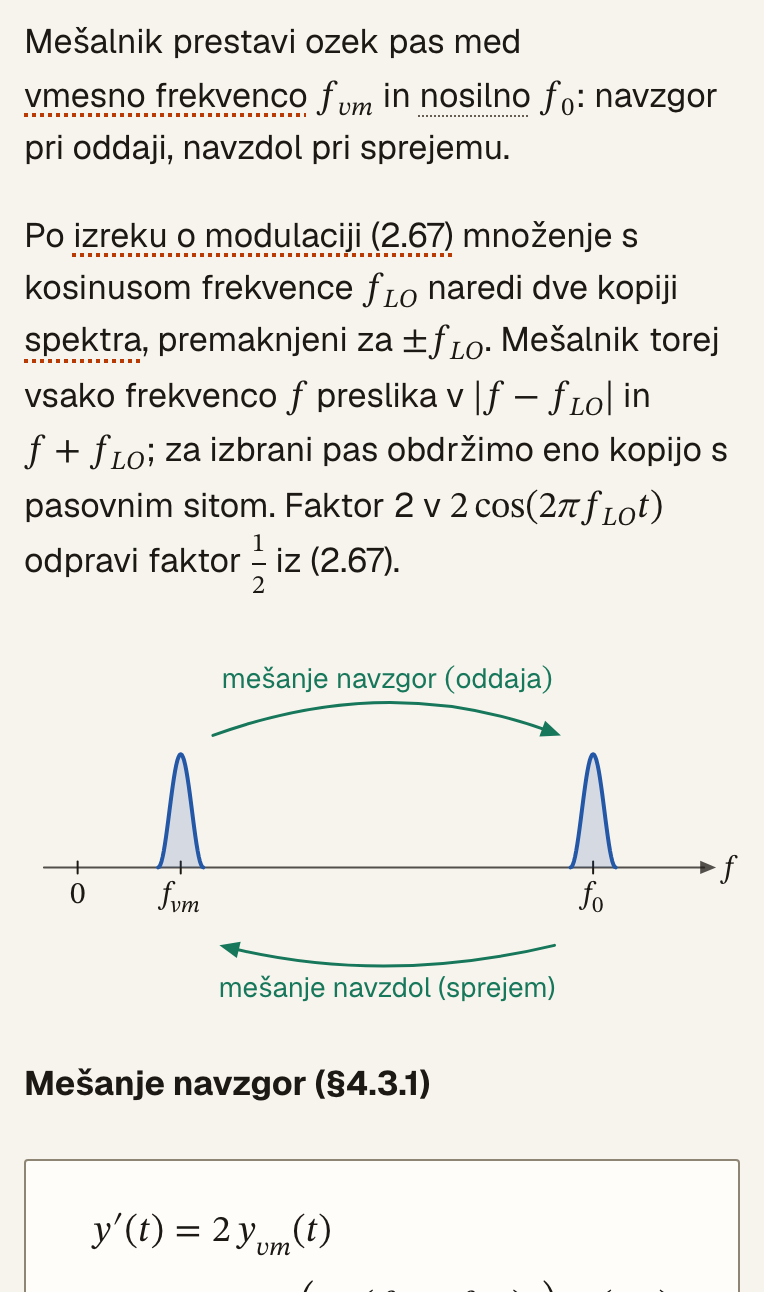 Mešalnik prestavi ozek pas med
vmesno frekvenco f_vm in nosilno f_0: navzgor
pri oddaji, navzdol pri sprejemu.
Po izreku o modulaciji (2.67) množenje s
kosinusom frekvence f_LO naredi dve kopiji
spektra, premaknjeni za ±f_LO. Mešalnik torej
vsako frekvenco f preslika v |f − f_LO| in
f + f_LO; za izbrani pas obdržimo eno kopijo s
pasovnim sitom. Faktor 2 v 2 cos(2πf_LO t)
odpravi faktor 1/2 iz (2.67).
mešanje navzgor (oddaja)
f
0 f_vm f_0
mešanje navzdol (sprejem)
Mešanje navzgor (§4.3.1)
y′(t) = 2 y_vm(t)